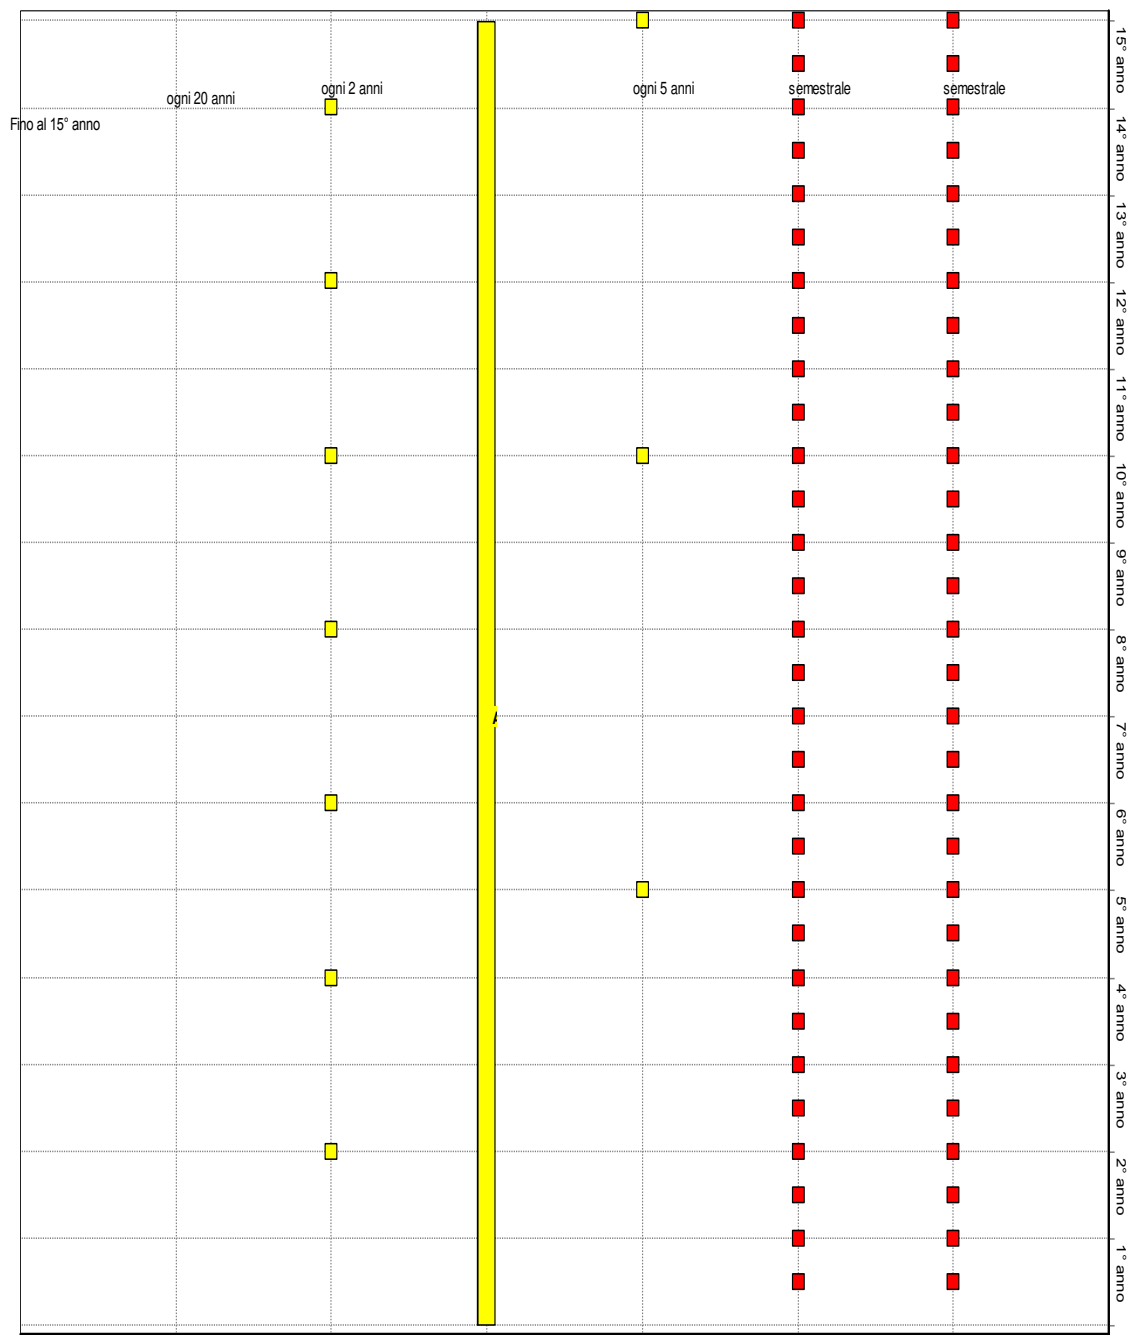 ogni 20 anni
ogni 2 anni
ogni 5 anni
semestrale
semestrale
Fino al 15° anno
15° anno
14° anno
13° anno
12° anno
11° anno
10° anno
9° anno
8° anno
7° anno
6° anno
5° anno
4° anno
3° anno
2° anno
1° anno